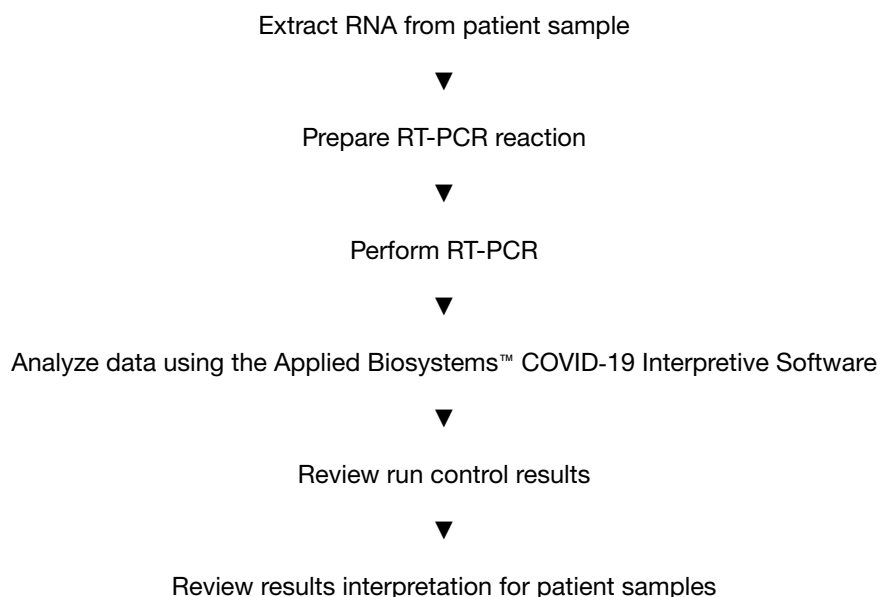 Extract RNA from patient sample
▼
Prepare RT-PCR reaction
▼
Perform RT-PCR
▼
Analyze data using the Applied Biosystems™ COVID-19 Interpretive Software
▼
Review run control results
▼
Review results interpretation for patient samples